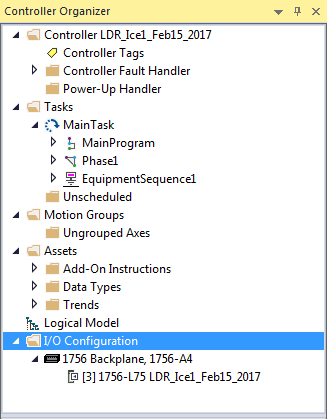 Controller Organizer
Controller LDR_Ice1_Feb15_2017
Controller Tags
Controller Fault Handler
Power-Up Handler
Tasks
MainTask
MainProgram
Phase1
EquipmentSequence1
Unscheduled
Motion Groups
Ungrouped Axes
Assets
Add-On Instructions
Data Types
Trends
Logical Model
I/O Configuration
1756 Backplane, 1756-A4
[3] 1756-L75 LDR_Ice1_Feb15_2017